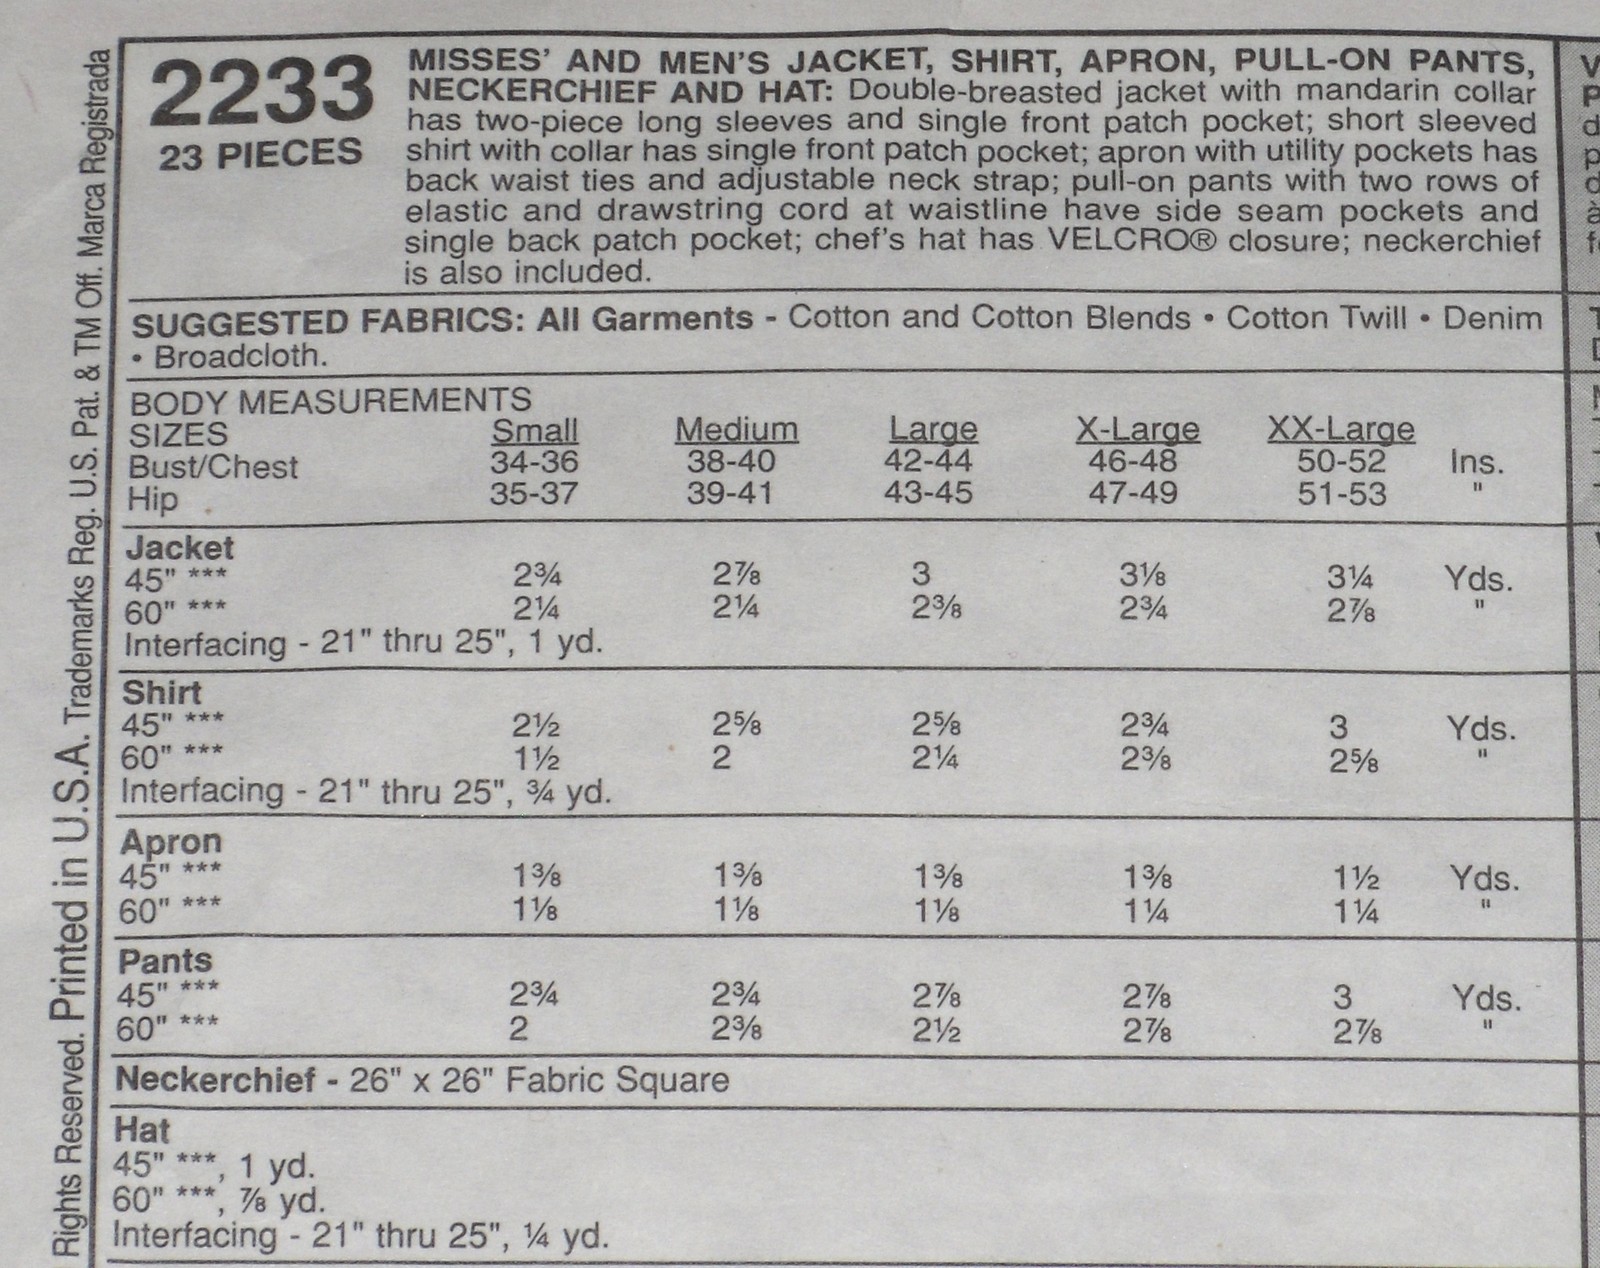 2233
23 PIECES
MISSES' AND MEN'S JACKET, SHIRT, APRON, PULL-ON PANTS,
NECKERCHIEF AND HAT: Double-breasted jacket with mandarin collar
has two-piece long sleeves and single front patch pocket; short sleeved
shirt with collar has single front patch pocket; apron with utility pockets has
back waist ties and adjustable neck strap; pull-on pants with two rows of
elastic and drawstring cord at waistline have side seam pockets and
single back patch pocket; chef's hat has VELCRO® closure; neckerchief
is also included.
SUGGESTED FABRICS: All Garments - Cotton and Cotton Blends • Cotton Twill • Denim
• Broadcloth.
BODY MEASUREMENTS
SIZES Small Medium Large X-Large XX-Large
Bust/Chest 34-36 38-40 42-44 46-48 50-52 Ins.
Hip 35-37 39-41 43-45 47-49 51-53 "
Jacket
45" *** 2¾ 2⅞ 3 3⅛ 3¼ Yds.
60" *** 2¼ 2¼ 2⅜ 2¾ 2⅞ "
Interfacing - 21" thru 25", 1 yd.
Shirt
45" *** 2½ 2⅝ 2⅝ 2¾ 3 Yds.
60" *** 1½ 2 2¼ 2⅜ 2⅝ "
Interfacing - 21" thru 25", ¾ yd.
Apron
45" *** 1⅜ 1⅜ 1⅜ 1⅜ 1½ Yds.
60" *** 1⅛ 1⅛ 1⅛ 1¼ 1¼ "
Pants
45" *** 2¾ 2¾ 2⅞ 2⅞ 3 Yds.
60" *** 2 2⅜ 2½ 2⅞ 2⅞ "
Neckerchief - 26" x 26" Fabric Square
Hat
45" ***, 1 yd.
60" ***, ⅞ yd.
Interfacing - 21" thru 25", ¼ yd.
Rights Reserved. Printed in U.S.A. Trademarks Reg. U.S. Pat. & TM Off. Marca Registrada